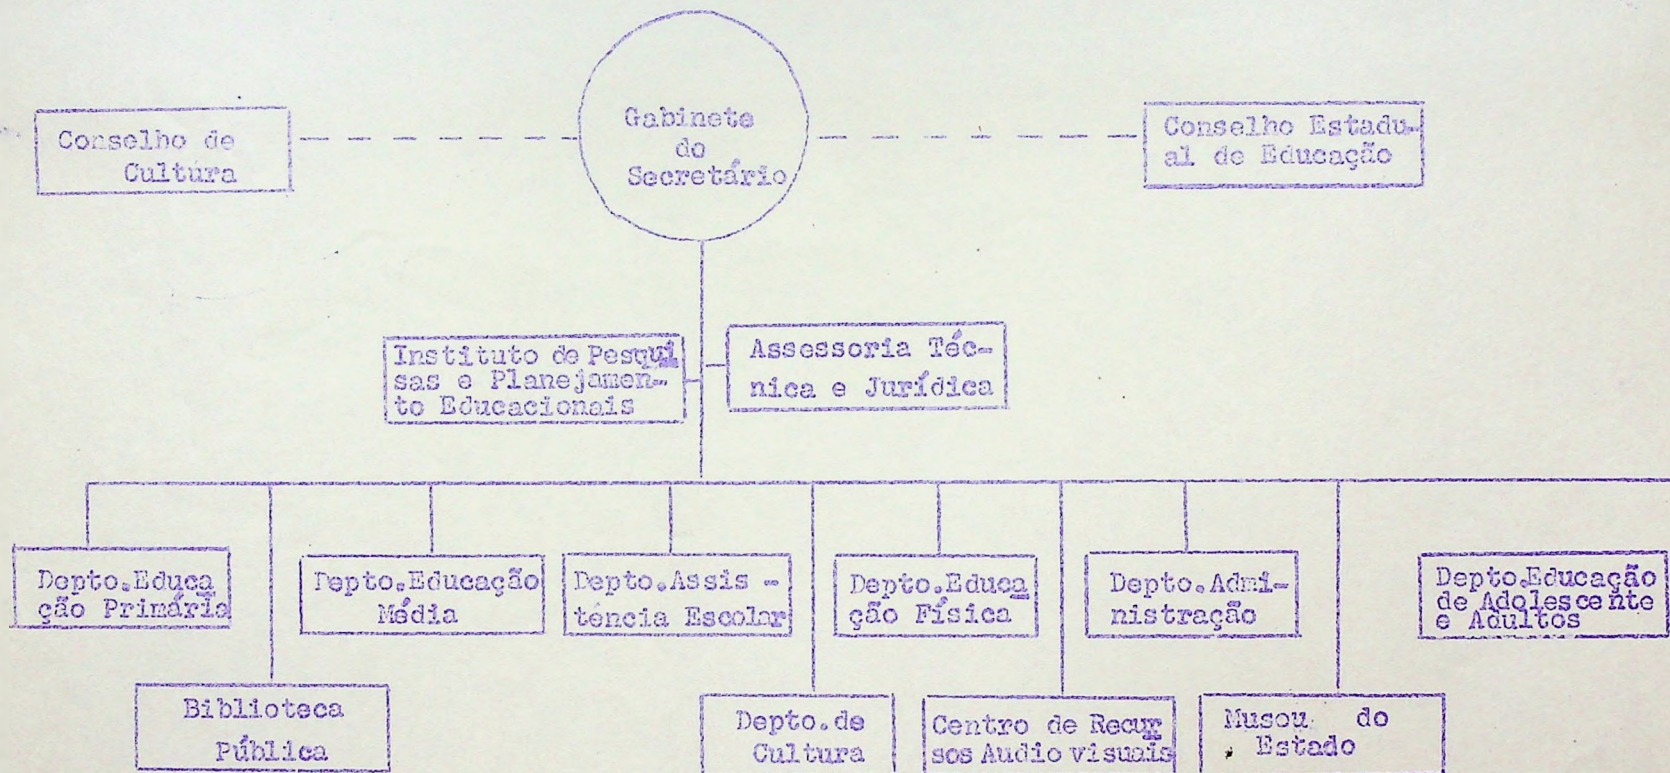 Gabinete
do
Secretário
Conselho de
Cultura
Conselho Estadu-
al de Educação
Instituto de Pesqui
sas e Planejamen-
to Educacionais
Assessoria Téc-
nica e Jurídica
Depto.Educa
ção Primária
Depto.Educação
Média
Depto.Assis -
tência Escolar
Depto.Educa
ção Física
Depto.Admi-
nistração
Depto.Educação
de Adolescente
e Adultos
Biblioteca
Pública
Depto.de
Cultura
Centro de Recur
sos Audio visuais
Museu do
Estado